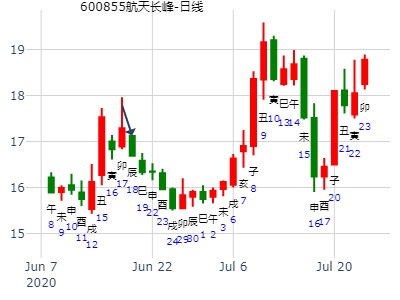 600855航天长峰-日线
19
18
17
16
15
午 8
未 9
申 10
酉 11
戌 12
丑 15
寅 16
卯 17
辰 18
巳 19
申 22
酉 23
戌 24
卯 29
辰 30
巳 1
午 2
未 3
戌 6
亥 7
子 8
丑 9
寅 10
巳 13
午 14
未 15
申 16
酉 17
子 20
丑 21
寅 22
卯 23
Jun 7
2020
Jun 22
Jul 6
Jul 20